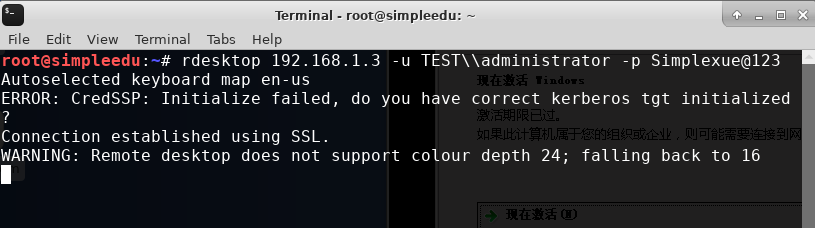 Terminal - root@simpleedu: ~
File Edit View Terminal Tabs Help
root@simpleedu:~# rdesktop 192.168.1.3 -u TEST\\administrator -p Simplexue@123
Autoselected keyboard map en-us
现在激活 Windows
ERROR: CredSSP: Initialize failed, do you have correct kerberos tgt initialized
激活期限已过。
?
如果此计算机属于您的组织或企业，则可能需要连接到网
Connection established using SSL.
WARNING: Remote desktop does not support colour depth 24; falling back to 16
现在激活(N)